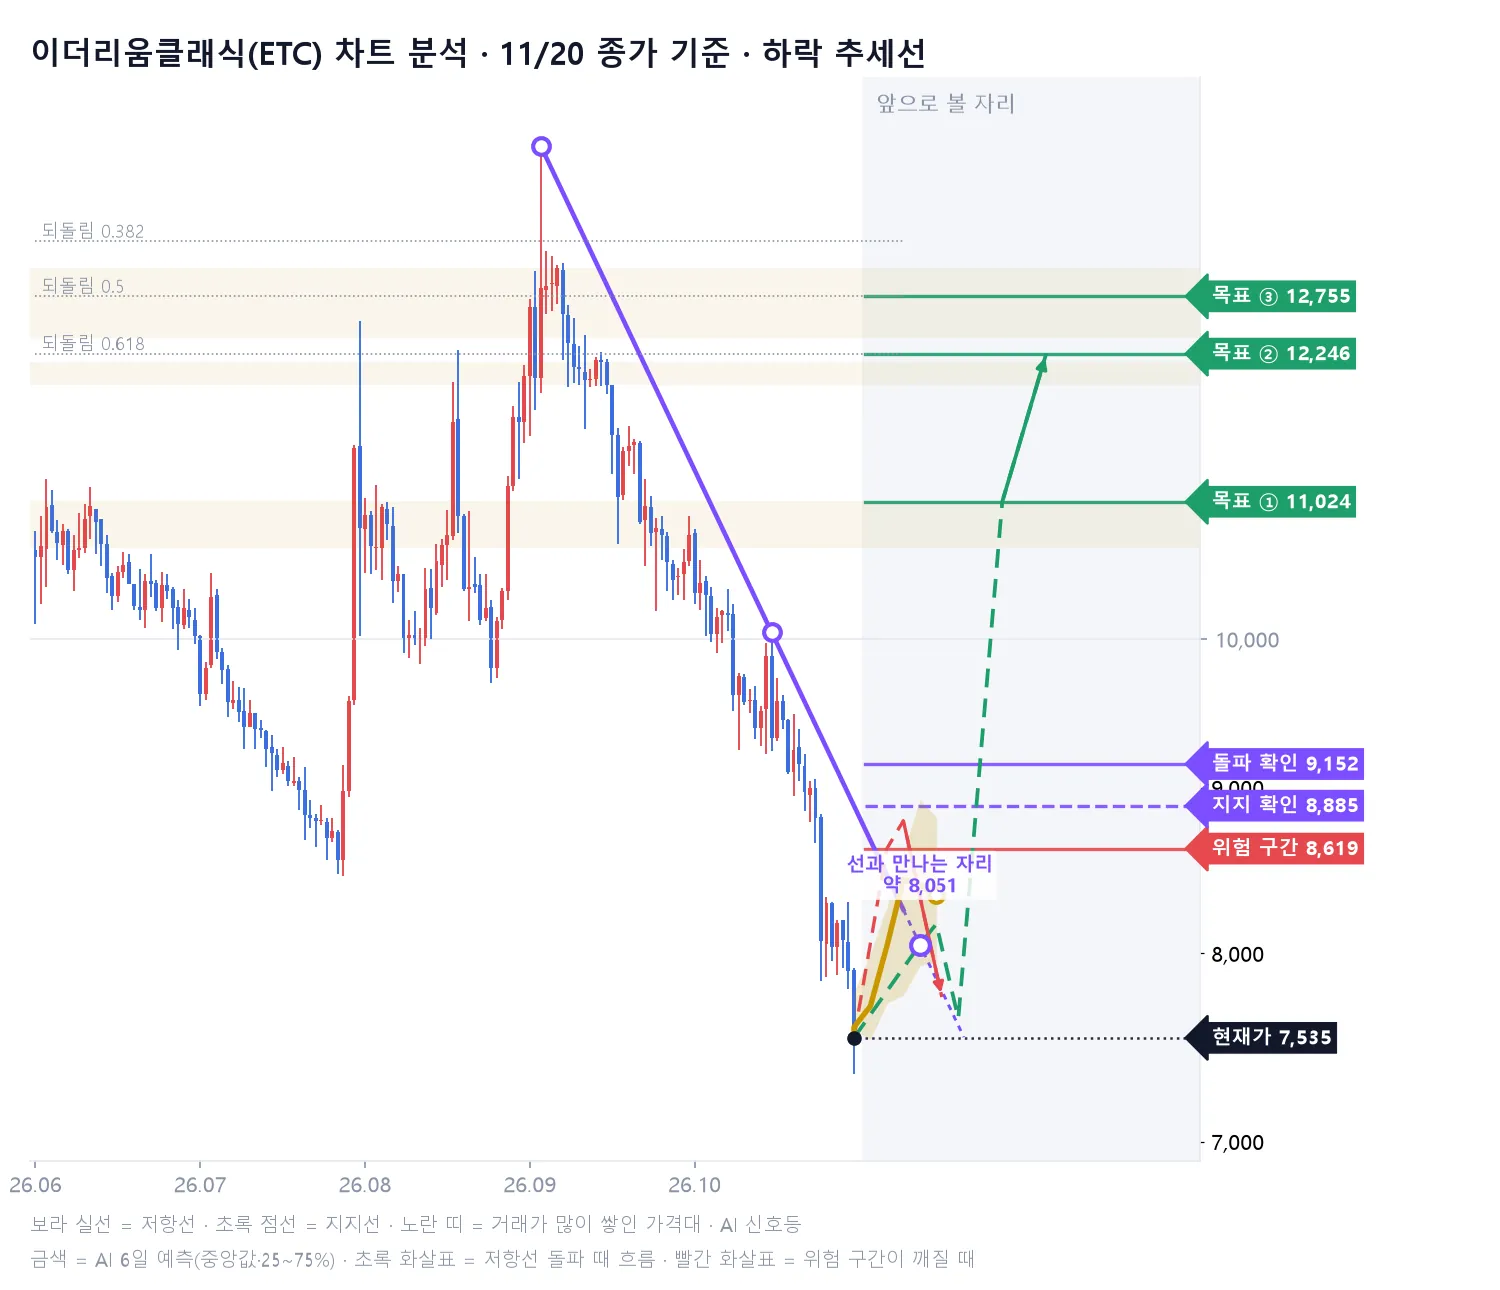 이더리움클래식(ETC) 차트 분석 · 11/20 종가 기준 · 하락 추세선
앞으로 볼 자리
되돌림 0.382
되돌림 0.5
목표 ③ 12,755
되돌림 0.618
목표 ② 12,246
목표 ① 11,024
10,000
돌파 확인 9,152
9,000
지지 확인 8,885
위험 구간 8,619
선과 만나는 자리
약 8,051
8,000
현재가 7,535
7,000
26.06 26.07 26.08 26.09 26.10
보라 실선 = 저항선 · 초록 점선 = 지지선 · 노란 띠 = 거래가 많이 쌓인 가격대 · AI 신호등
금색 = AI 6일 예측(중앙값·25~75%) · 초록 화살표 = 저항선 돌파 때 흐름 · 빨간 화살표 = 위험 구간이 깨질 때